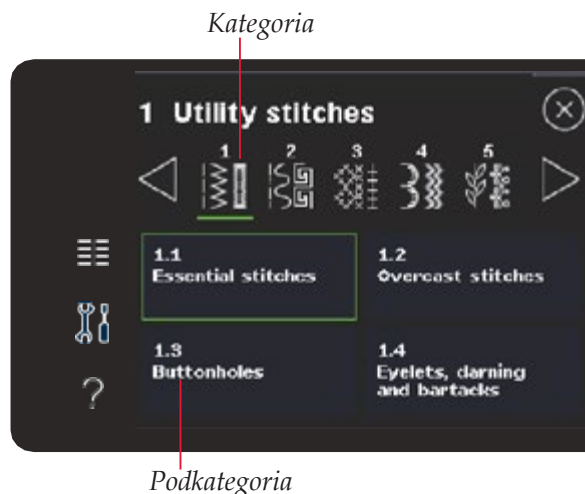 Kategoria
1 Utility stitches
1 2 3 4 5
1.1
Essential stitches
1.2
Overcast stitches
1.3
Buttonholes
1.4
Eyelets, darning
and bartacks
?
Podkategoria